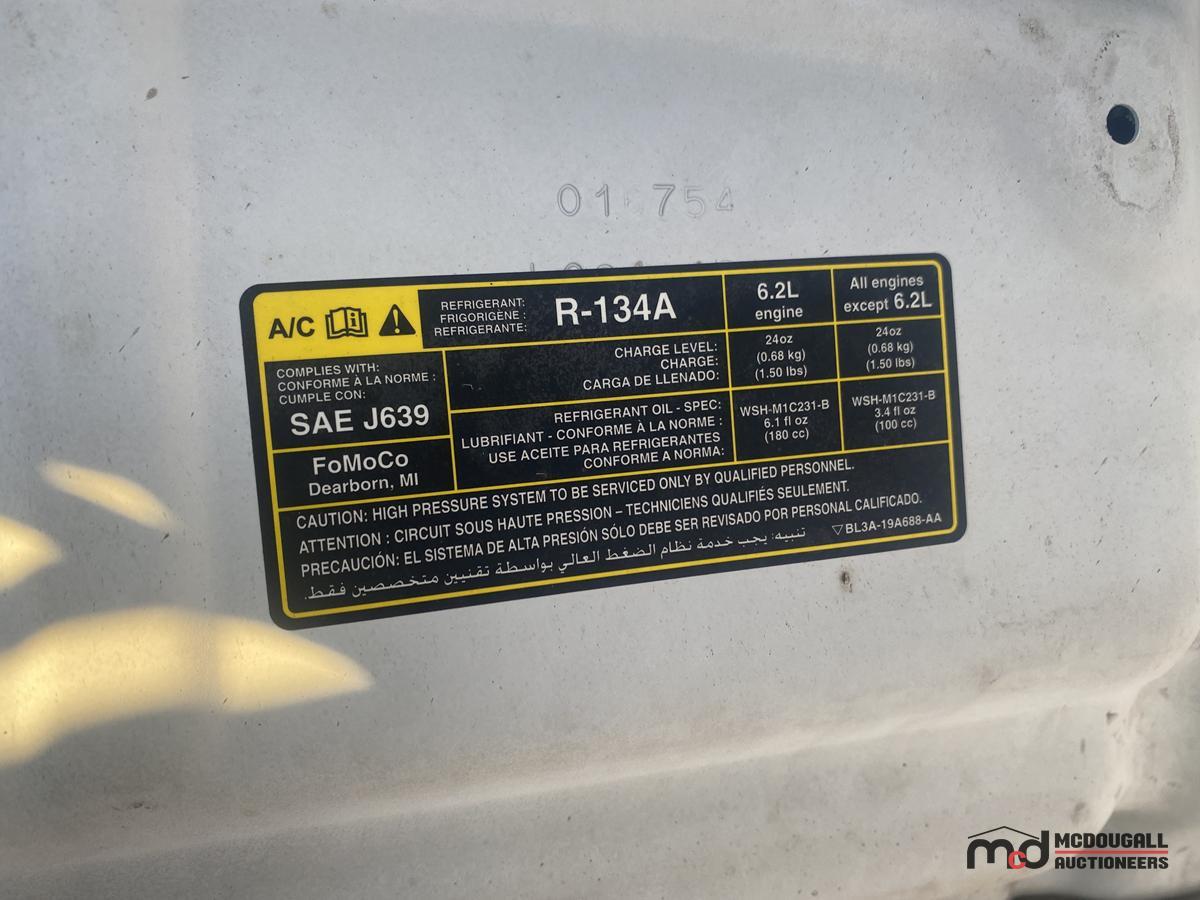 754
A/C
REFRIGERANT:
FRIGORIGÈNE :
REFRIGERANTE:
R-134A
6.2L
engine
All engines
except 6.2L
COMPLIES WITH:
CONFORME À LA NORME :
CUMPLE CON:
SAE J639
CHARGE LEVEL:
CHARGE:
CARGA DE LLENADO:
24oz
(0.68 kg)
(1.50 lbs)
24oz
(0.68 kg)
(1.50 lbs)
FoMoCo
Dearborn, MI
REFRIGERANT OIL - SPEC:
LUBRIFIANT - CONFORME À LA NORME :
USE ACEITE PARA REFRIGERANTES
CONFORME A NORMA:
WSH-M1C231-B
6.1 fl oz
(180 cc)
WSH-M1C231-B
3.4 fl oz
(100 cc)
CAUTION: HIGH PRESSURE SYSTEM TO BE SERVICED ONLY BY QUALIFIED PERSONNEL.
ATTENTION : CIRCUIT SOUS HAUTE PRESSION – TECHNICIENS QUALIFIÉS SEULEMENT.
PRECAUCIÓN: EL SISTEMA DE ALTA PRESIÓN SÓLO DEBE SER REVISADO POR PERSONAL CALIFICADO.
تنبيه: يجب خدمة نظام الضغط العالي بواسطة تقنيين متخصصين فقط.
▽BL3A-19A688-AA
mcd MCDOUGALL
AUCTIONEERS